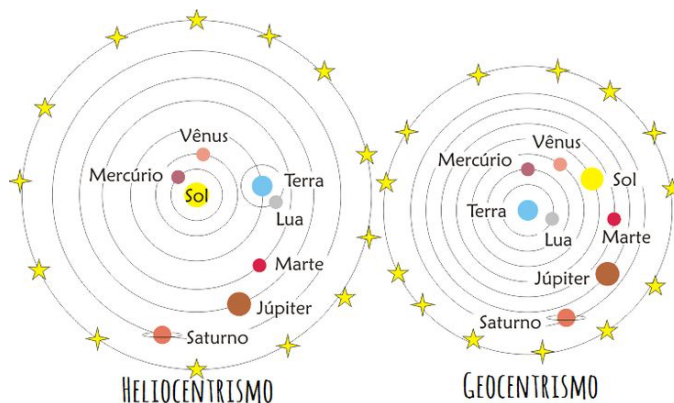 Vênus
Mercúrio
Sol
Terra
Lua
Marte
Júpiter
Saturno
HELIOCENTRISMO
Vênus
Mercúrio
Sol
Terra
Lua
Marte
Júpiter
Saturno
GEOCENTRISMO